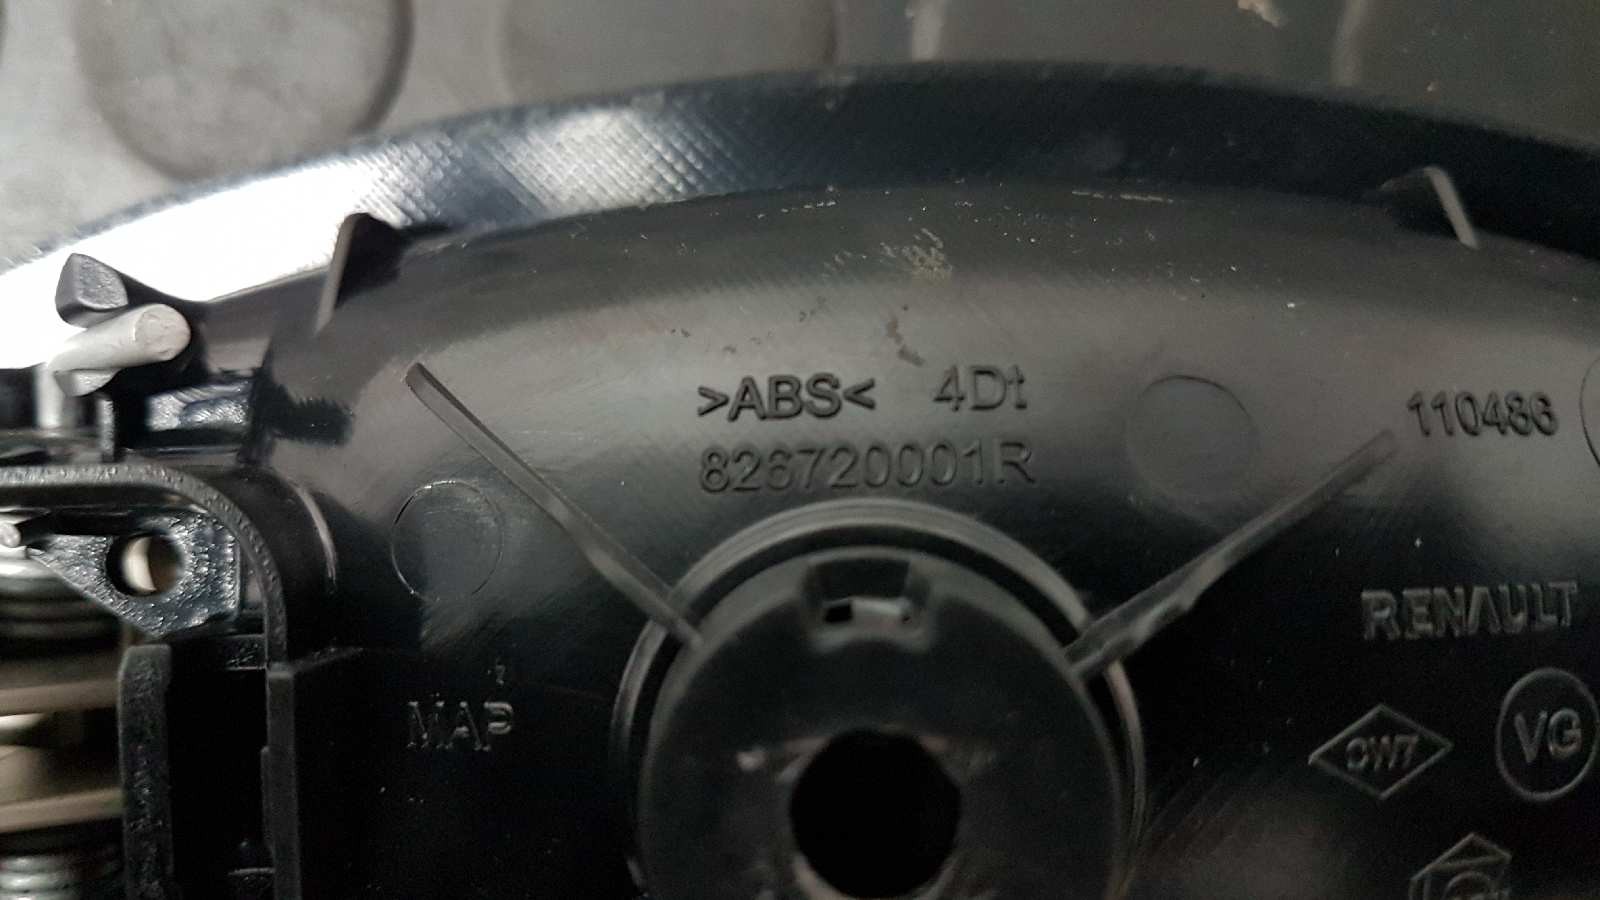 >ABS< 4Dt
826720001R
110486
RENAULT
MAP
CW7
VG